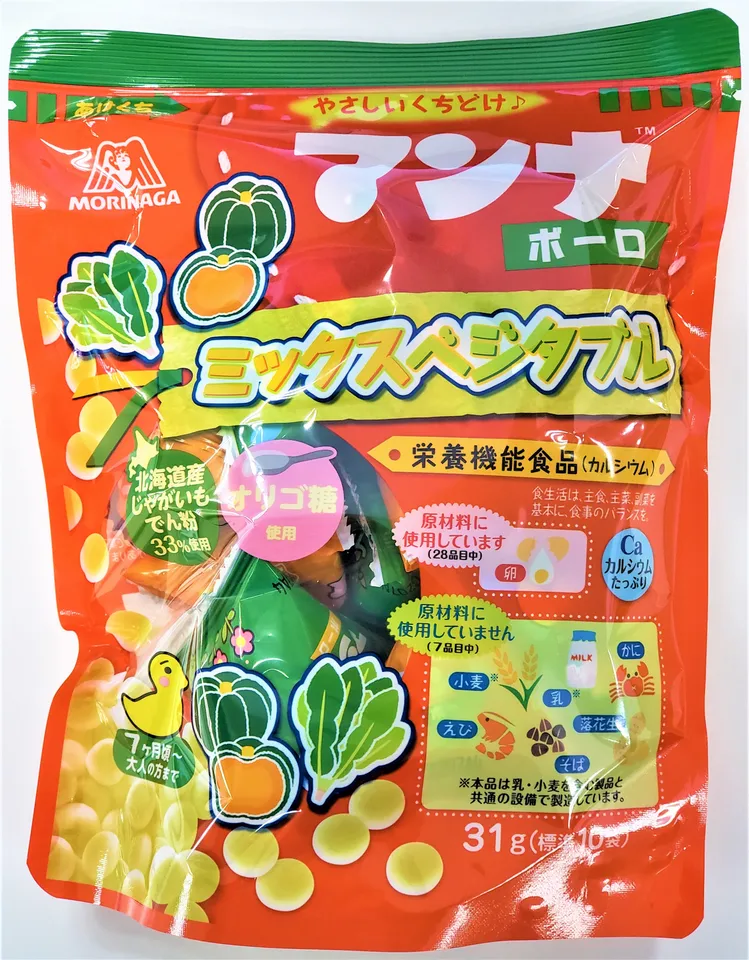 あけくち
やさしいくちどけ♪
マンナ™
MORINAGA
ボーロ
ミックスベジタブル
栄養機能食品(カルシウム)
食生活は、主食、主菜、副菜を
基本に、食事のバランスを。
北海道産
じゃがいも
でん粉
33%使用
オリゴ糖
使用
原材料に
使用しています
(28品目中)
卵
Ca
カルシウム
たっぷり
原材料に
使用していません
(7品目中)
小麦※
乳※
MILK
かに
えび
落花生
そば
※本品は乳・小麦を含む製品と
共通の設備で製造しています。
7ヶ月頃〜
大人の方まで
31g(標準10袋)